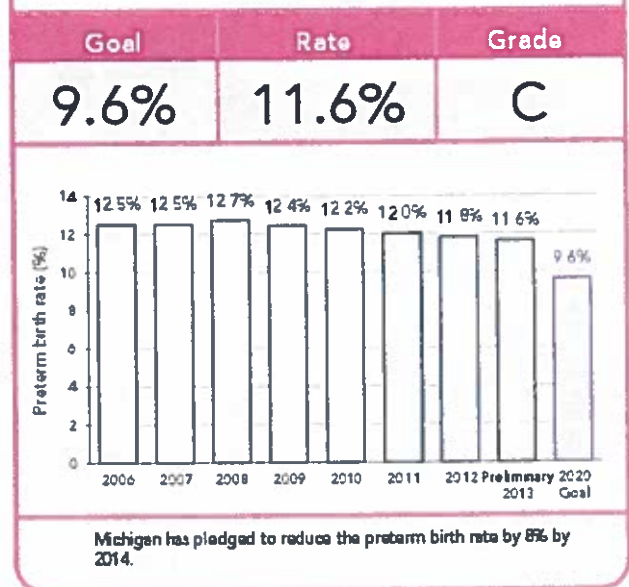 Goal Rate Grade
9.6% 11.6% C
Preterm birth rate (%)
14
12
10
8
6
4
2
0
12.5% 12.5% 12.7% 12.4% 12.2% 12.0% 11.8% 11.6% 9.6%
2006 2007 2008 2009 2010 2011 2012 Preliminary 2020
2013 Goal
Michigan has pledged to reduce the preterm birth rate by 8% by
2014.